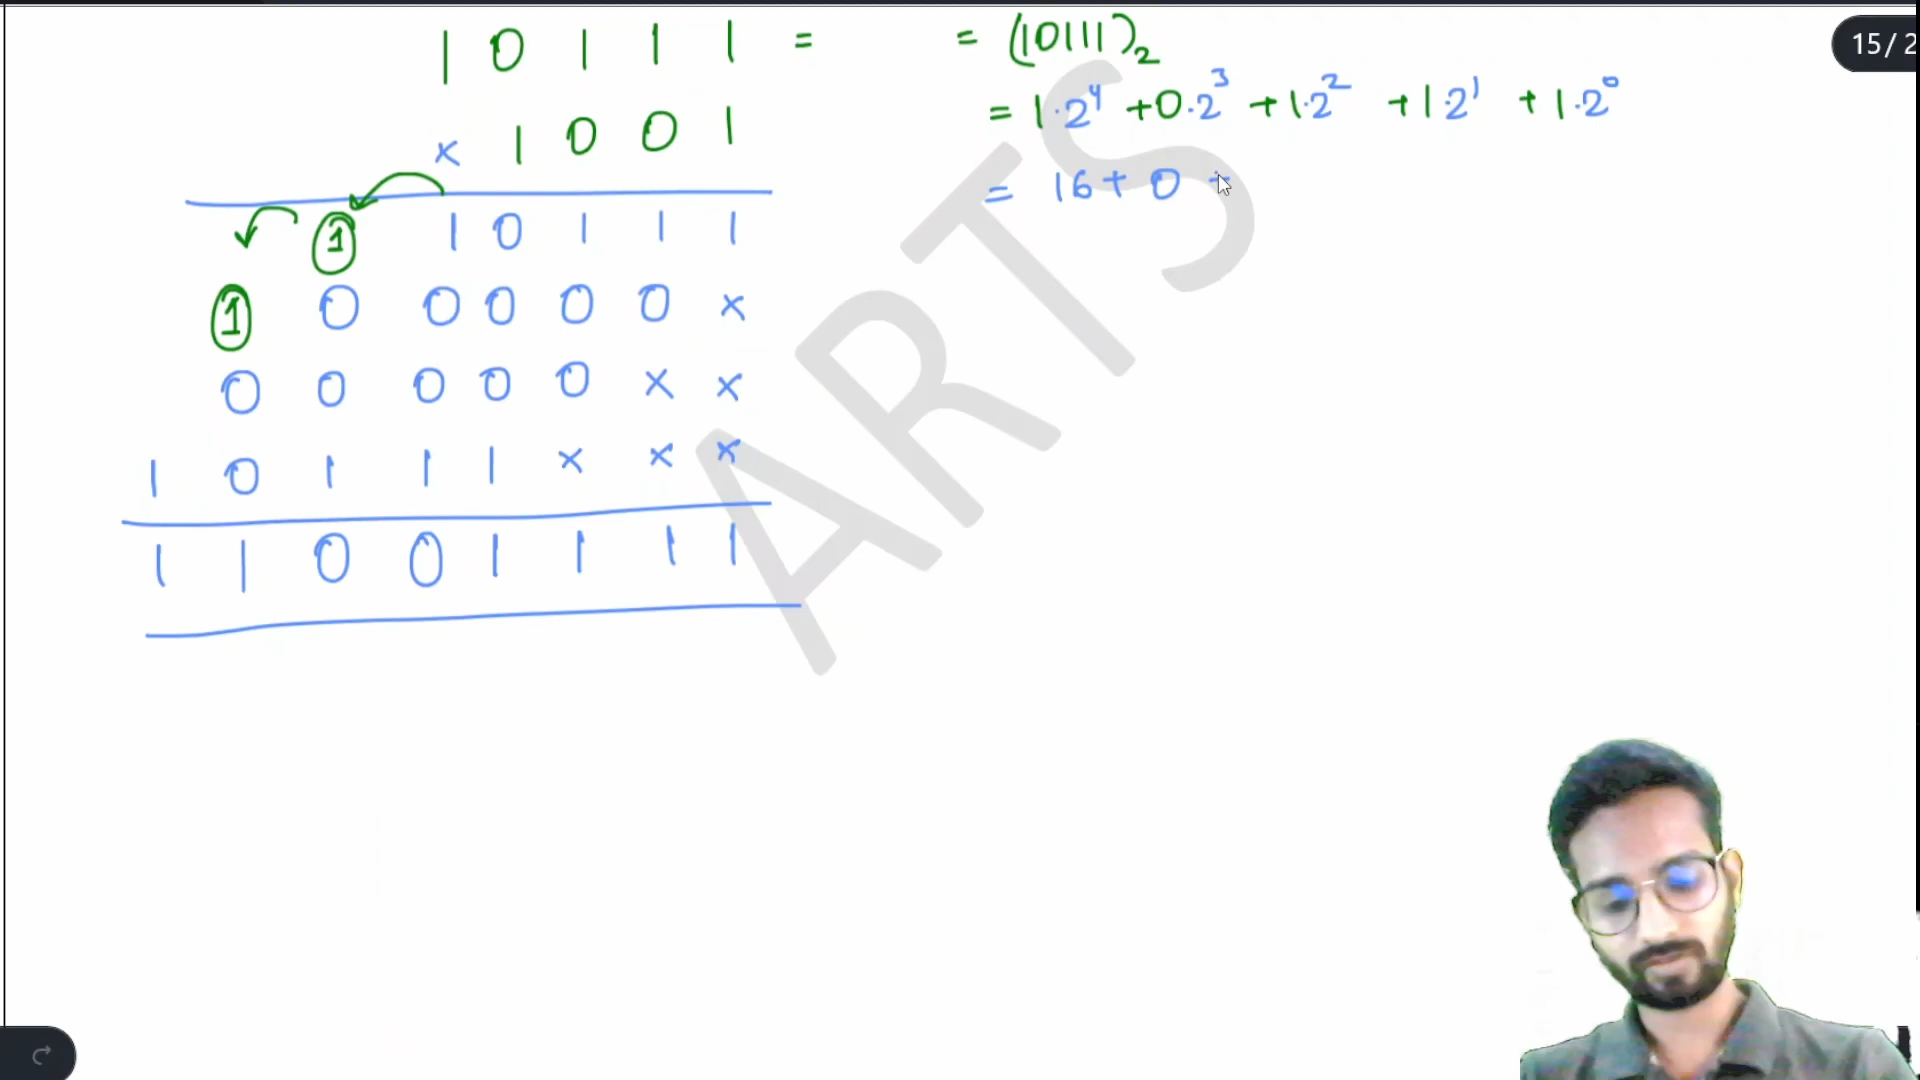 1 0 1 1 1 =
× 1 0 0 1
1 1 0 1 1 1
1 0 0 0 0 0 ×
0 0 0 0 0 × ×
1 0 1 1 1 × × ×
1 1 0 0 1 1 1 1
= (10111)₂
= 1·2⁴ + 0·2³ + 1·2² + 1·2¹ + 1·2⁰
= 16 + 0 +
ARTS
15/2